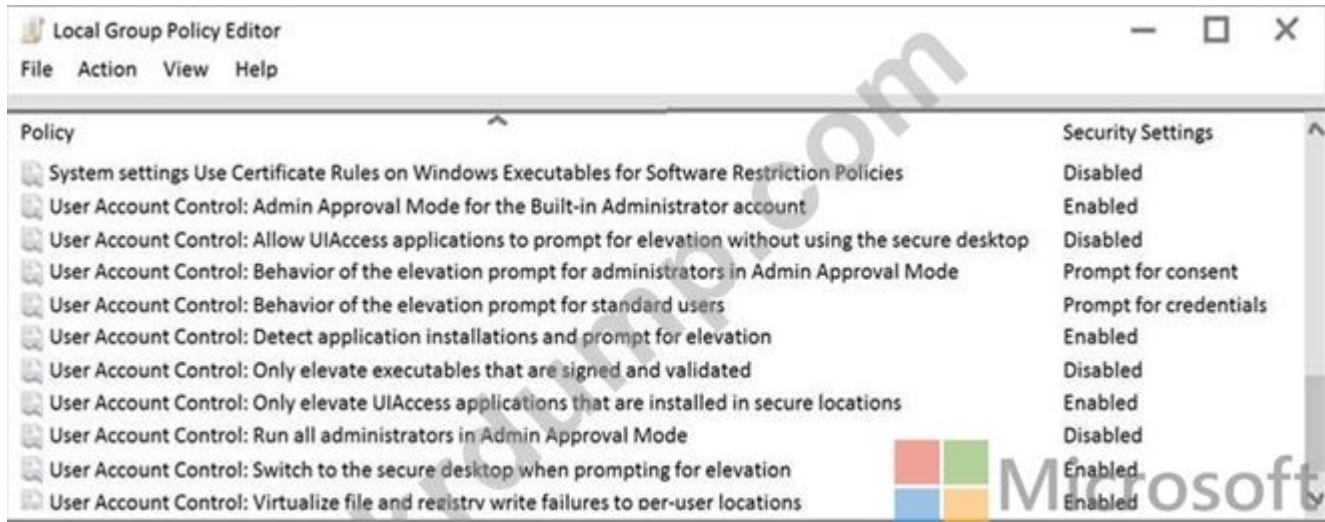 Local Group Policy Editor
File Action View Help
Policy Security Settings
System settings Use Certificate Rules on Windows Executables for Software Restriction Policies Disabled
User Account Control: Admin Approval Mode for the Built-in Administrator account Enabled
User Account Control: Allow UIAccess applications to prompt for elevation without using the secure desktop Disabled
User Account Control: Behavior of the elevation prompt for administrators in Admin Approval Mode Prompt for consent
User Account Control: Behavior of the elevation prompt for standard users Prompt for credentials
User Account Control: Detect application installations and prompt for elevation Enabled
User Account Control: Only elevate executables that are signed and validated Disabled
User Account Control: Only elevate UIAccess applications that are installed in secure locations Enabled
User Account Control: Run all administrators in Admin Approval Mode Disabled
User Account Control: Switch to the secure desktop when prompting for elevation Enabled
User Account Control: Virtualize file and registry write failures to per-user locations Enabled
Microsoft